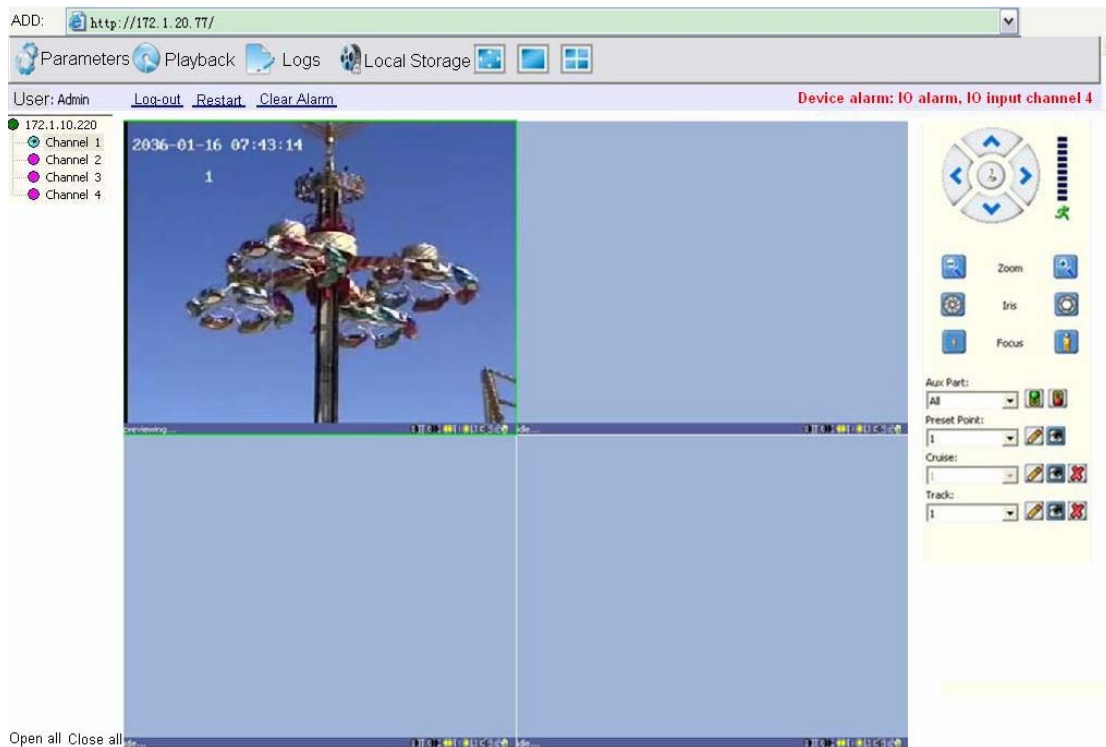 ADD: http://172.1.20.77/
Parameters Playback Logs Local Storage
User: Admin Log-out Restart Clear Alarm Device alarm: IO alarm, IO input channel 4
172.1.10.220
Channel 1
Channel 2
Channel 3
Channel 4
2036-01-16 07:43:14
1
previewing...
Zoom
Iris
Focus
Aux Part:
All
Preset Point:
1
Cruise:
1
Track:
1
Open all Close all